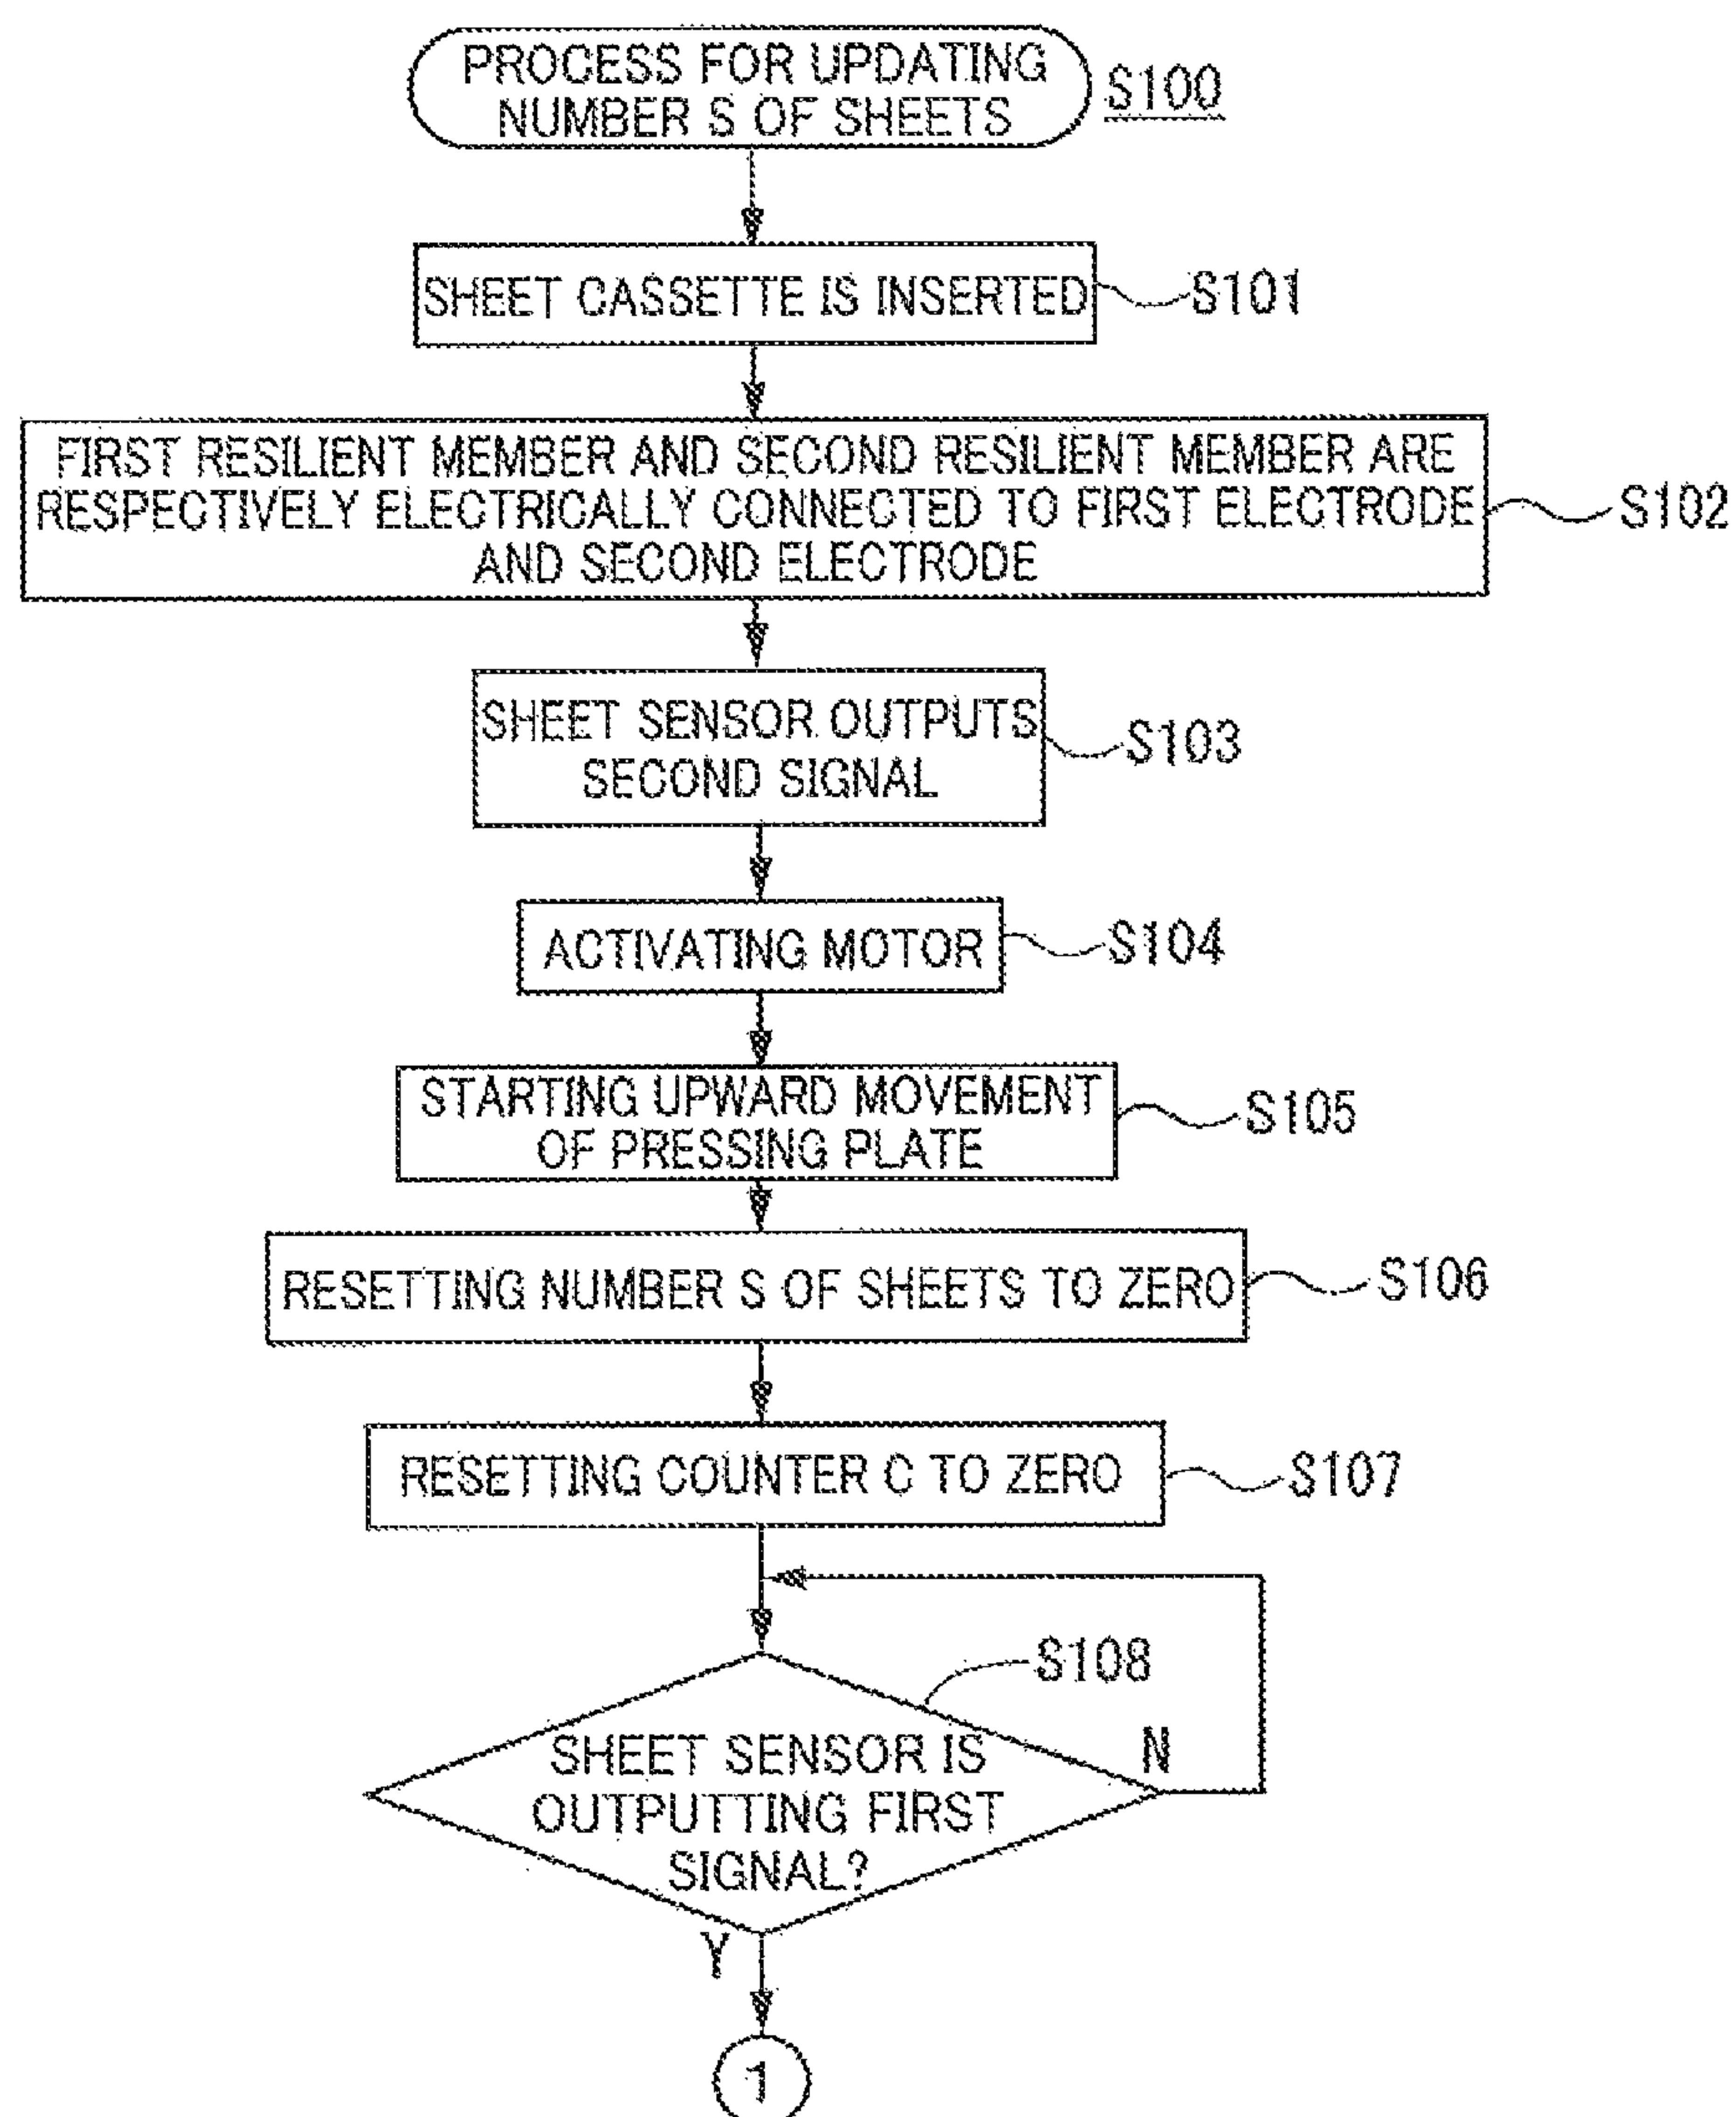 PROCESS FOR UPDATING
NUMBER S OF SHEETS
S100
SHEET CASSETTE IS INSERTED
S101
FIRST RESILIENT MEMBER AND SECOND RESILIENT MEMBER ARE
RESPECTIVELY ELECTRICALLY CONNECTED TO FIRST ELECTRODE
AND SECOND ELECTRODE
S102
SHEET SENSOR OUTPUTS
SECOND SIGNAL
S103
ACTIVATING MOTOR
S104
STARTING UPWARD MOVEMENT
OF PRESSING PLATE
S105
RESETTING NUMBER S OF SHEETS TO ZERO
S106
RESETTING COUNTER C TO ZERO
S107
S108
SHEET SENSOR IS
OUTPUTTING FIRST
SIGNAL?
N
Y
1